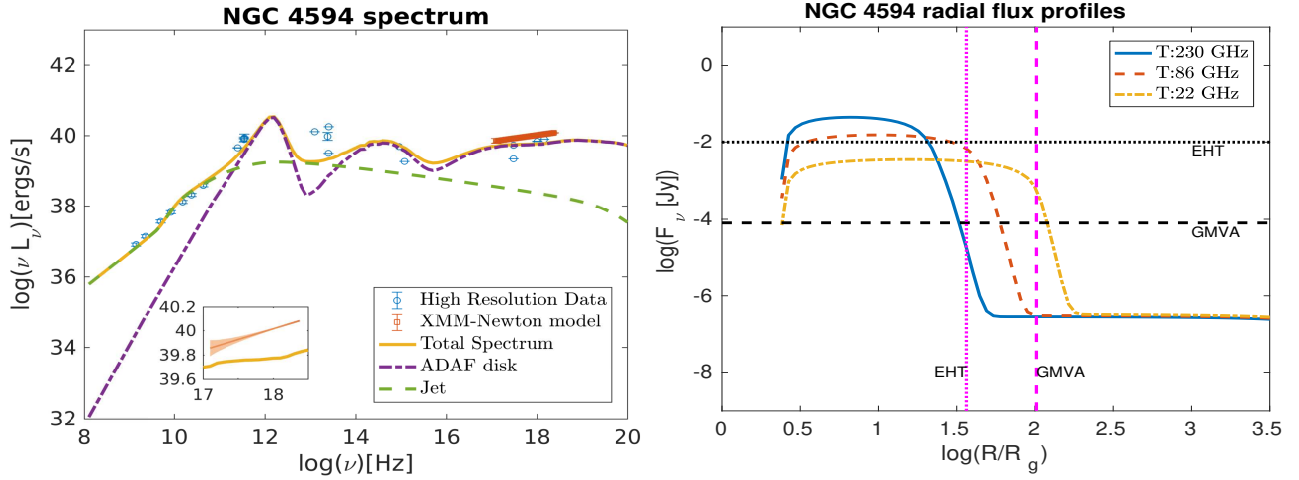 NGC 4594 spectrum
log(ν L_ν)[ergs/s]
42
40
38
36
34
32
8
10
12
14
16
18
20
log(ν)[Hz]
High Resolution Data
XMM-Newton model
Total Spectrum
ADAF disk
Jet
40.2
40
39.8
39.6
17
18
NGC 4594 radial flux profiles
log(F_ν [Jy])
0
-2
-4
-6
-8
0
0.5
1
1.5
2
2.5
3
3.5
log(R/R_g)
T:230 GHz
T:86 GHz
T:22 GHz
EHT
GMVA
EHT
GMVA